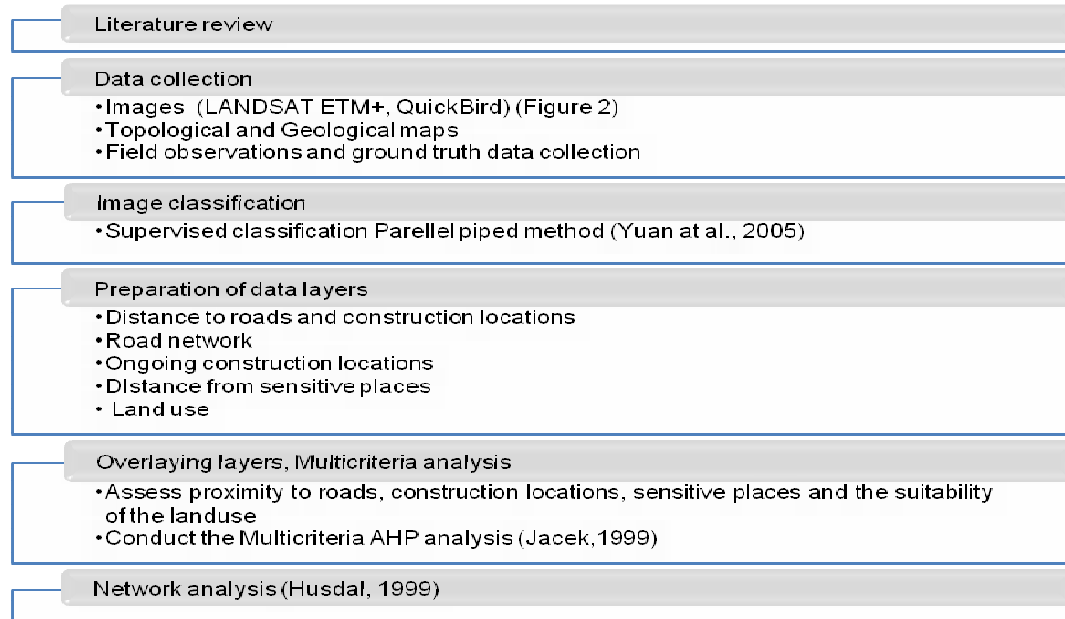 Literature review
Data collection
•Images (LANDSAT ETM+, QuickBird) (Figure 2)
•Topological and Geological maps
•Field observations and ground truth data collection
Image classification
•Supervised classification Parellel piped method (Yuan at al., 2005)
Preparation of data layers
•Distance to roads and construction locations
•Road network
•Ongoing construction locations
•DIstance from sensitive places
• Land use
Overlaying layers, Multicriteria analysis
•Assess proximity to roads, construction locations, sensitive places and the suitability
of the landuse
•Conduct the Multicriteria AHP analysis (Jacek,1999)
Network analysis (Husdal, 1999)